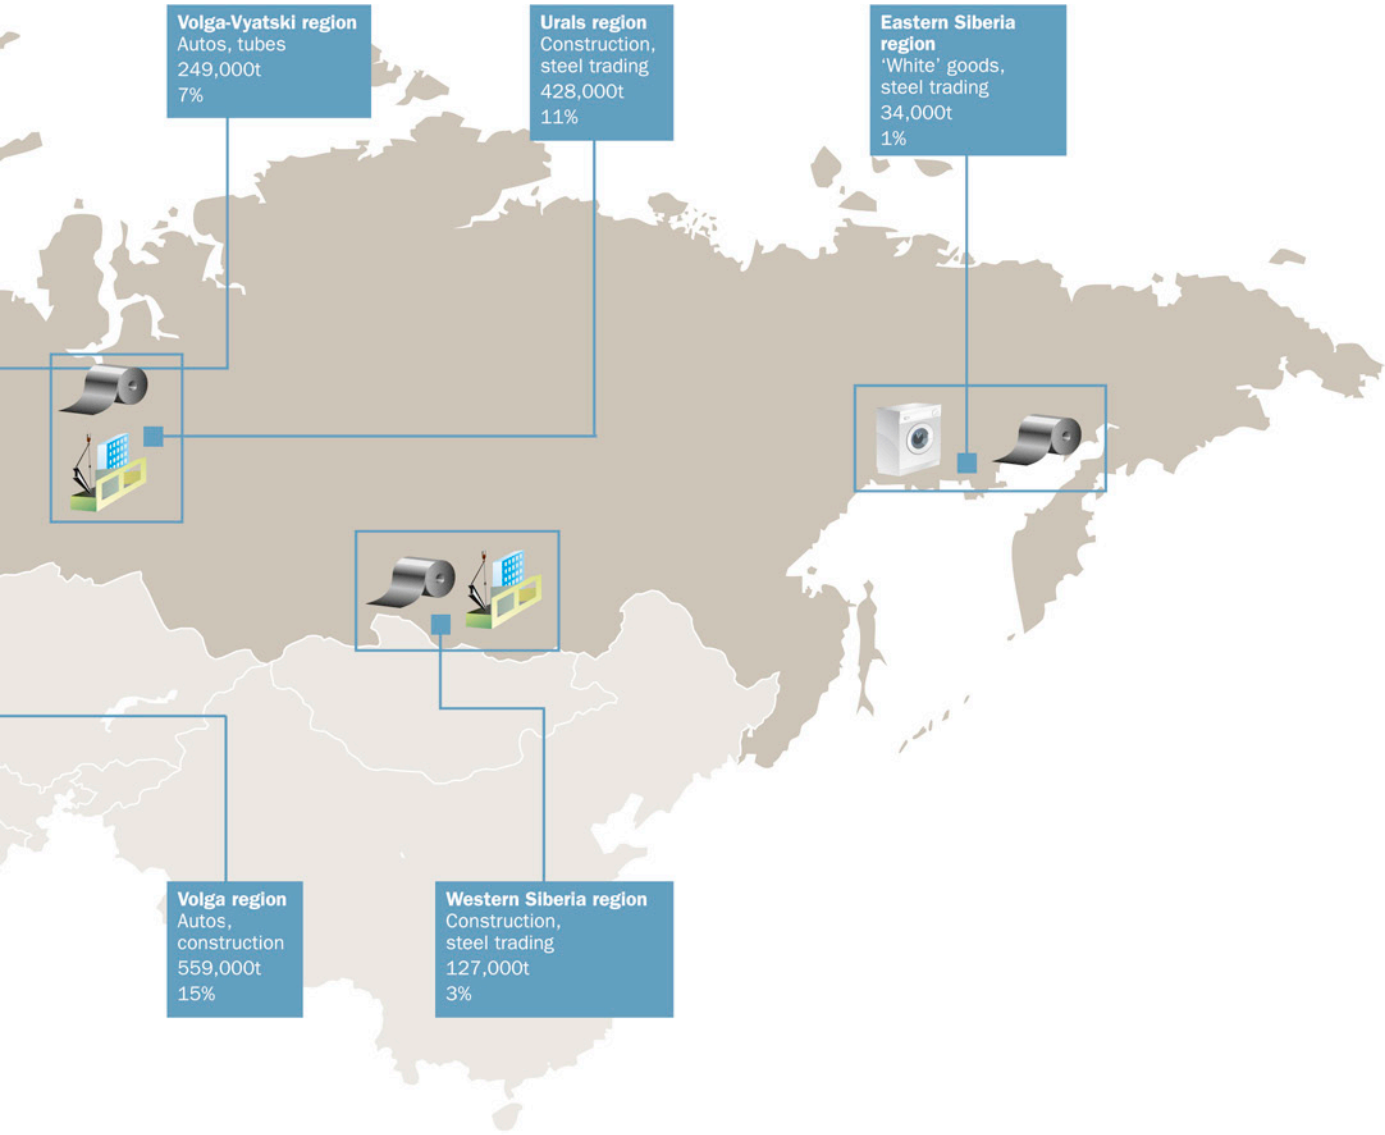 Volga-Vyatski region
Autos, tubes
249,000t
7%
Urals region
Construction,
steel trading
428,000t
11%
Eastern Siberia
region
‘White’ goods,
steel trading
34,000t
1%
Volga region
Autos,
construction
559,000t
15%
Western Siberia region
Construction,
steel trading
127,000t
3%